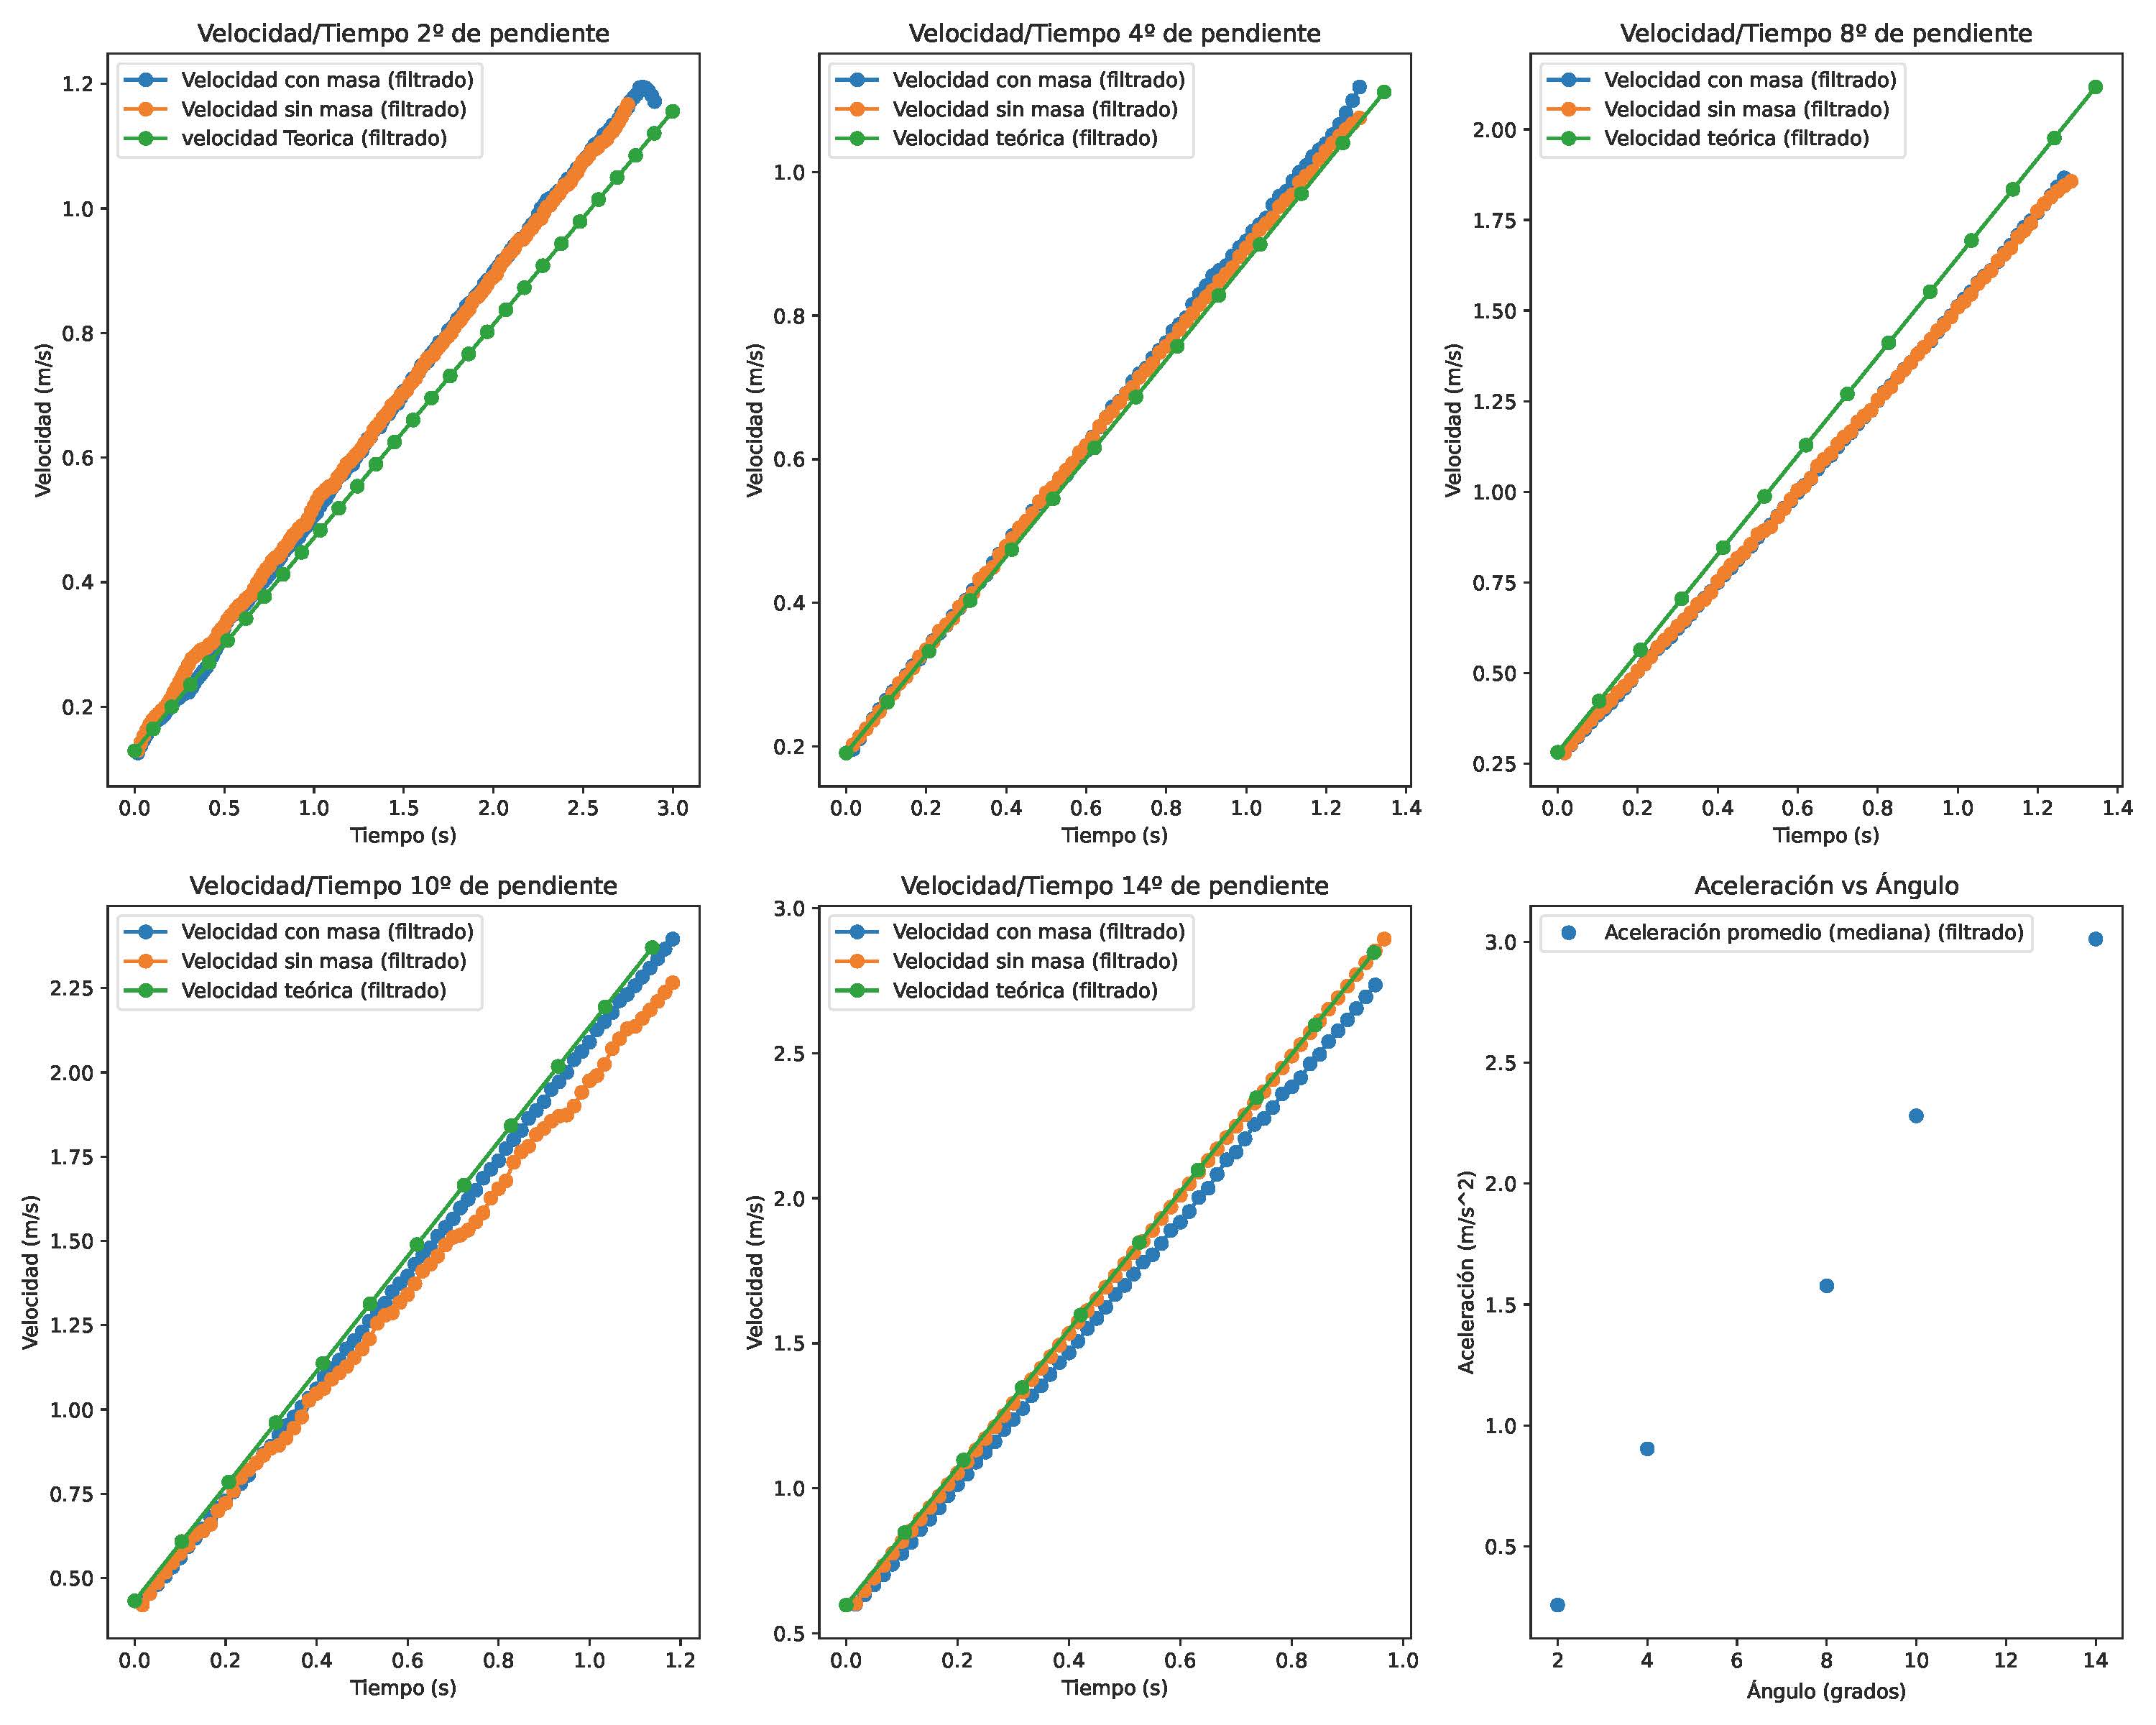 Velocidad/Tiempo 2º de pendiente
Velocidad con masa (filtrado)
Velocidad sin masa (filtrado)
velocidad Teorica (filtrado)
Velocidad (m/s)
1.2
1.0
0.8
0.6
0.4
0.2
0.0 0.5 1.0 1.5 2.0 2.5 3.0
Tiempo (s)
Velocidad/Tiempo 4º de pendiente
Velocidad con masa (filtrado)
Velocidad sin masa (filtrado)
Velocidad teórica (filtrado)
Velocidad (m/s)
1.0
0.8
0.6
0.4
0.2
0.0 0.2 0.4 0.6 0.8 1.0 1.2 1.4
Tiempo (s)
Velocidad/Tiempo 8º de pendiente
Velocidad con masa (filtrado)
Velocidad sin masa (filtrado)
Velocidad teórica (filtrado)
Velocidad (m/s)
2.00
1.75
1.50
1.25
1.00
0.75
0.50
0.25
0.0 0.2 0.4 0.6 0.8 1.0 1.2 1.4
Tiempo (s)
Velocidad/Tiempo 10º de pendiente
Velocidad con masa (filtrado)
Velocidad sin masa (filtrado)
Velocidad teórica (filtrado)
Velocidad (m/s)
2.25
2.00
1.75
1.50
1.25
1.00
0.75
0.50
0.0 0.2 0.4 0.6 0.8 1.0 1.2
Tiempo (s)
Velocidad/Tiempo 14º de pendiente
Velocidad con masa (filtrado)
Velocidad sin masa (filtrado)
Velocidad teórica (filtrado)
Velocidad (m/s)
3.0
2.5
2.0
1.5
1.0
0.5
0.0 0.2 0.4 0.6 0.8 1.0
Tiempo (s)
Aceleración vs Ángulo
Aceleración promedio (mediana) (filtrado)
Aceleración (m/s^2)
3.0
2.5
2.0
1.5
1.0
0.5
2 4 6 8 10 12 14
Ángulo (grados)